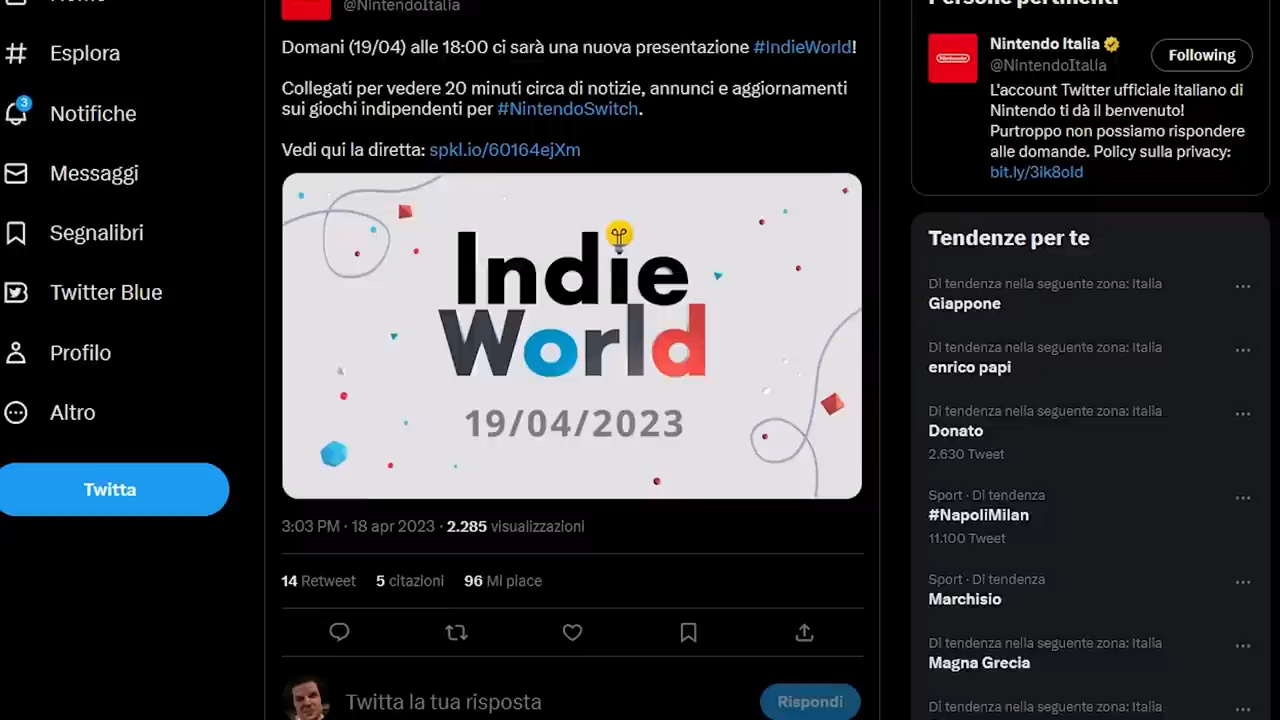 Esplora
3
Notifiche
Messaggi
Segnalibri
Twitter Blue
Profilo
Altro
Twitta
@NintendoItalia
Domani (19/04) alle 18:00 ci sarà una nuova presentazione #IndieWorld!
Collegati per vedere 20 minuti circa di notizie, annunci e aggiornamenti
sui giochi indipendenti per #NintendoSwitch.
Vedi qui la diretta: spkl.io/60164ejXm
Indie
World
19/04/2023
3:03 PM · 18 apr 2023 · 2.285 visualizzazioni
14 Retweet 5 citazioni 96 Mi piace
Twitta la tua risposta
Rispondi
Persone pertinenti
Nintendo
Nintendo Italia
@NintendoItalia
Following
L'account Twitter ufficiale italiano di
Nintendo ti dà il benvenuto!
Purtroppo non possiamo rispondere
alle domande. Policy sulla privacy:
bit.ly/3ik8old
Tendenze per te
Di tendenza nella seguente zona: Italia
Giappone
Di tendenza nella seguente zona: Italia
enrico papi
Di tendenza nella seguente zona: Italia
Donato
2.630 Tweet
Sport · Di tendenza
#NapoliMilan
11.100 Tweet
Sport · Di tendenza
Marchisio
Di tendenza nella seguente zona: Italia
Magna Grecia
Di tendenza nella seguente zona: Italia